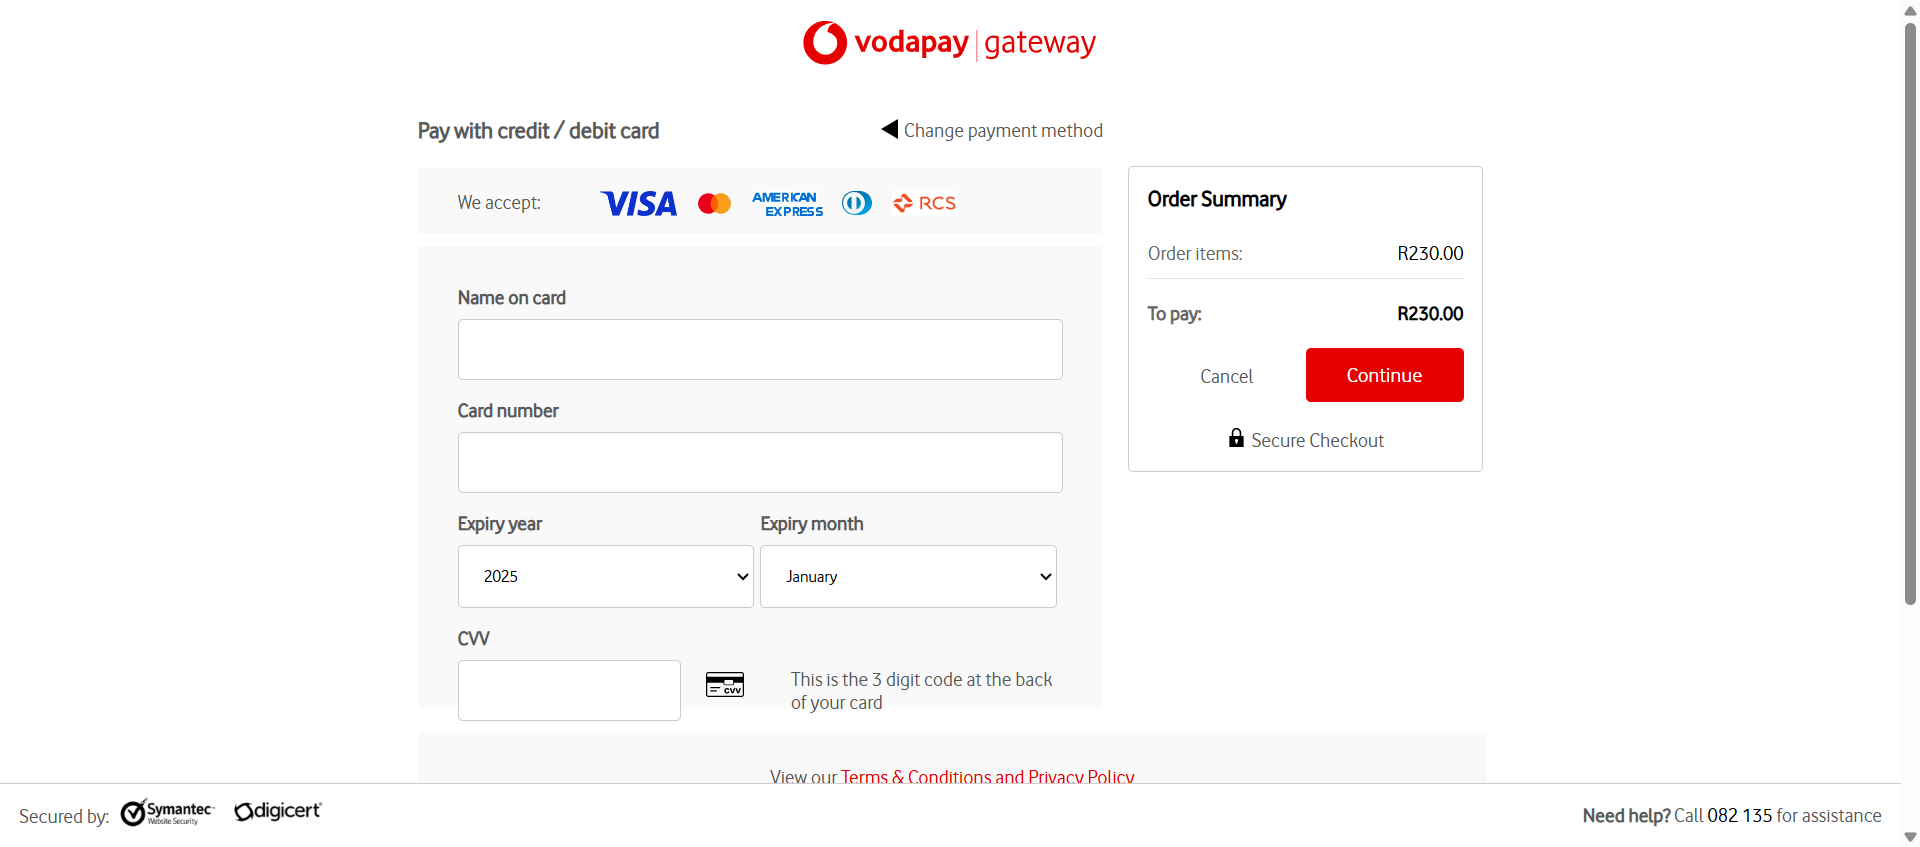 vodapay | gateway
Pay with credit / debit card
Change payment method
We accept:
VISA
AMERICAN
EXPRESS
RCS
Name on card
Card number
Expiry year
Expiry month
2025
January
CVV
CVV
This is the 3 digit code at the back
of your card
Order Summary
Order items: R230.00
To pay: R230.00
Cancel
Continue
Secure Checkout
View our Terms & Conditions and Privacy Policy
Secured by:
Symantec
Website Security
digicert
Need help? Call 082 135 for assistance